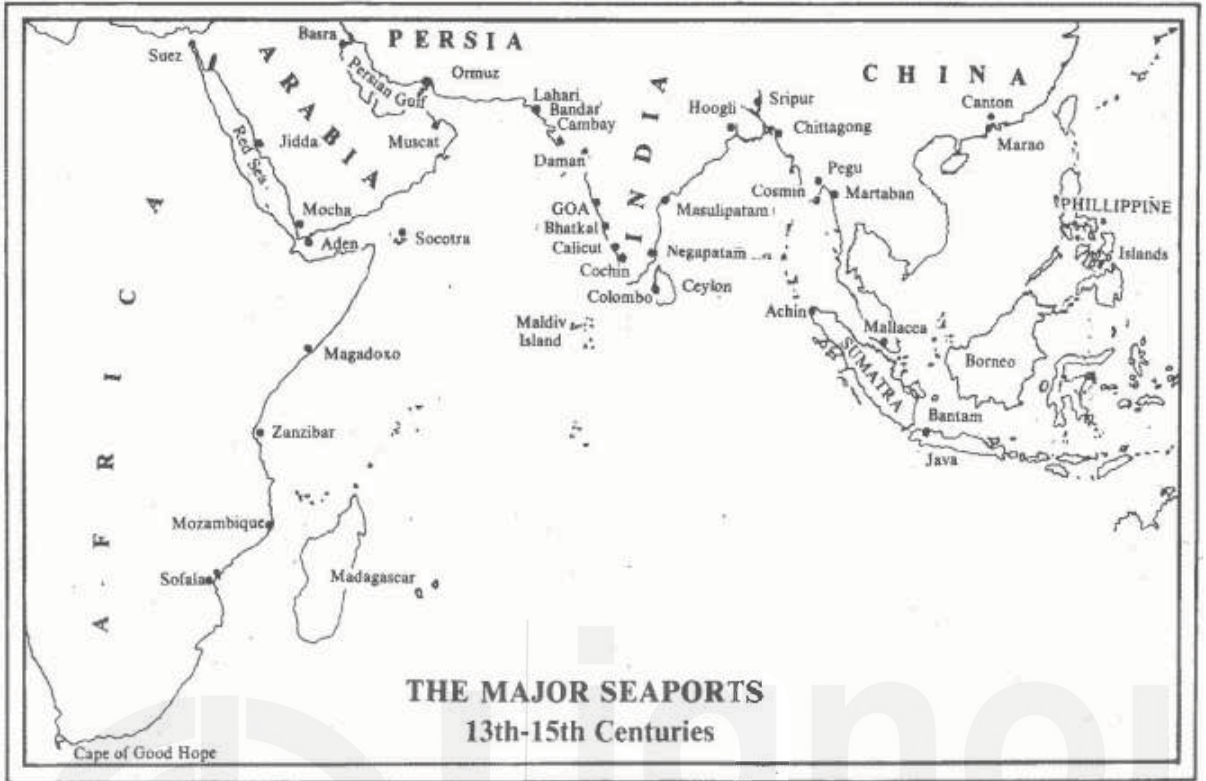 Basra
PERSIA
Suez
ARABIA
Persian Gulf
Ormuz
CHINA
Lahari
Bandar
Cambay
Hoogli
Sripur
Canton
Chittagong
Marao
Red Sea
Jidda
Muscat
INDIA
Daman
Pegu
Cosmin
Martaban
AFRICA
Mocha
GOA
Masulipatam
PHILLIPPINE
Bhatkal
Aden
Socotra
Calicut
Negapatam
Islands
Cochin
Colombo
Ceylon
Maldiv
Island
Achin
Mallacca
Magadoxo
SUMATRA
Borneo
Zanzibar
Bantam
Java
Mozambique
Sofala
Madagascar
THE MAJOR SEAPORTS
13th-15th Centuries
Cape of Good Hope
ignou